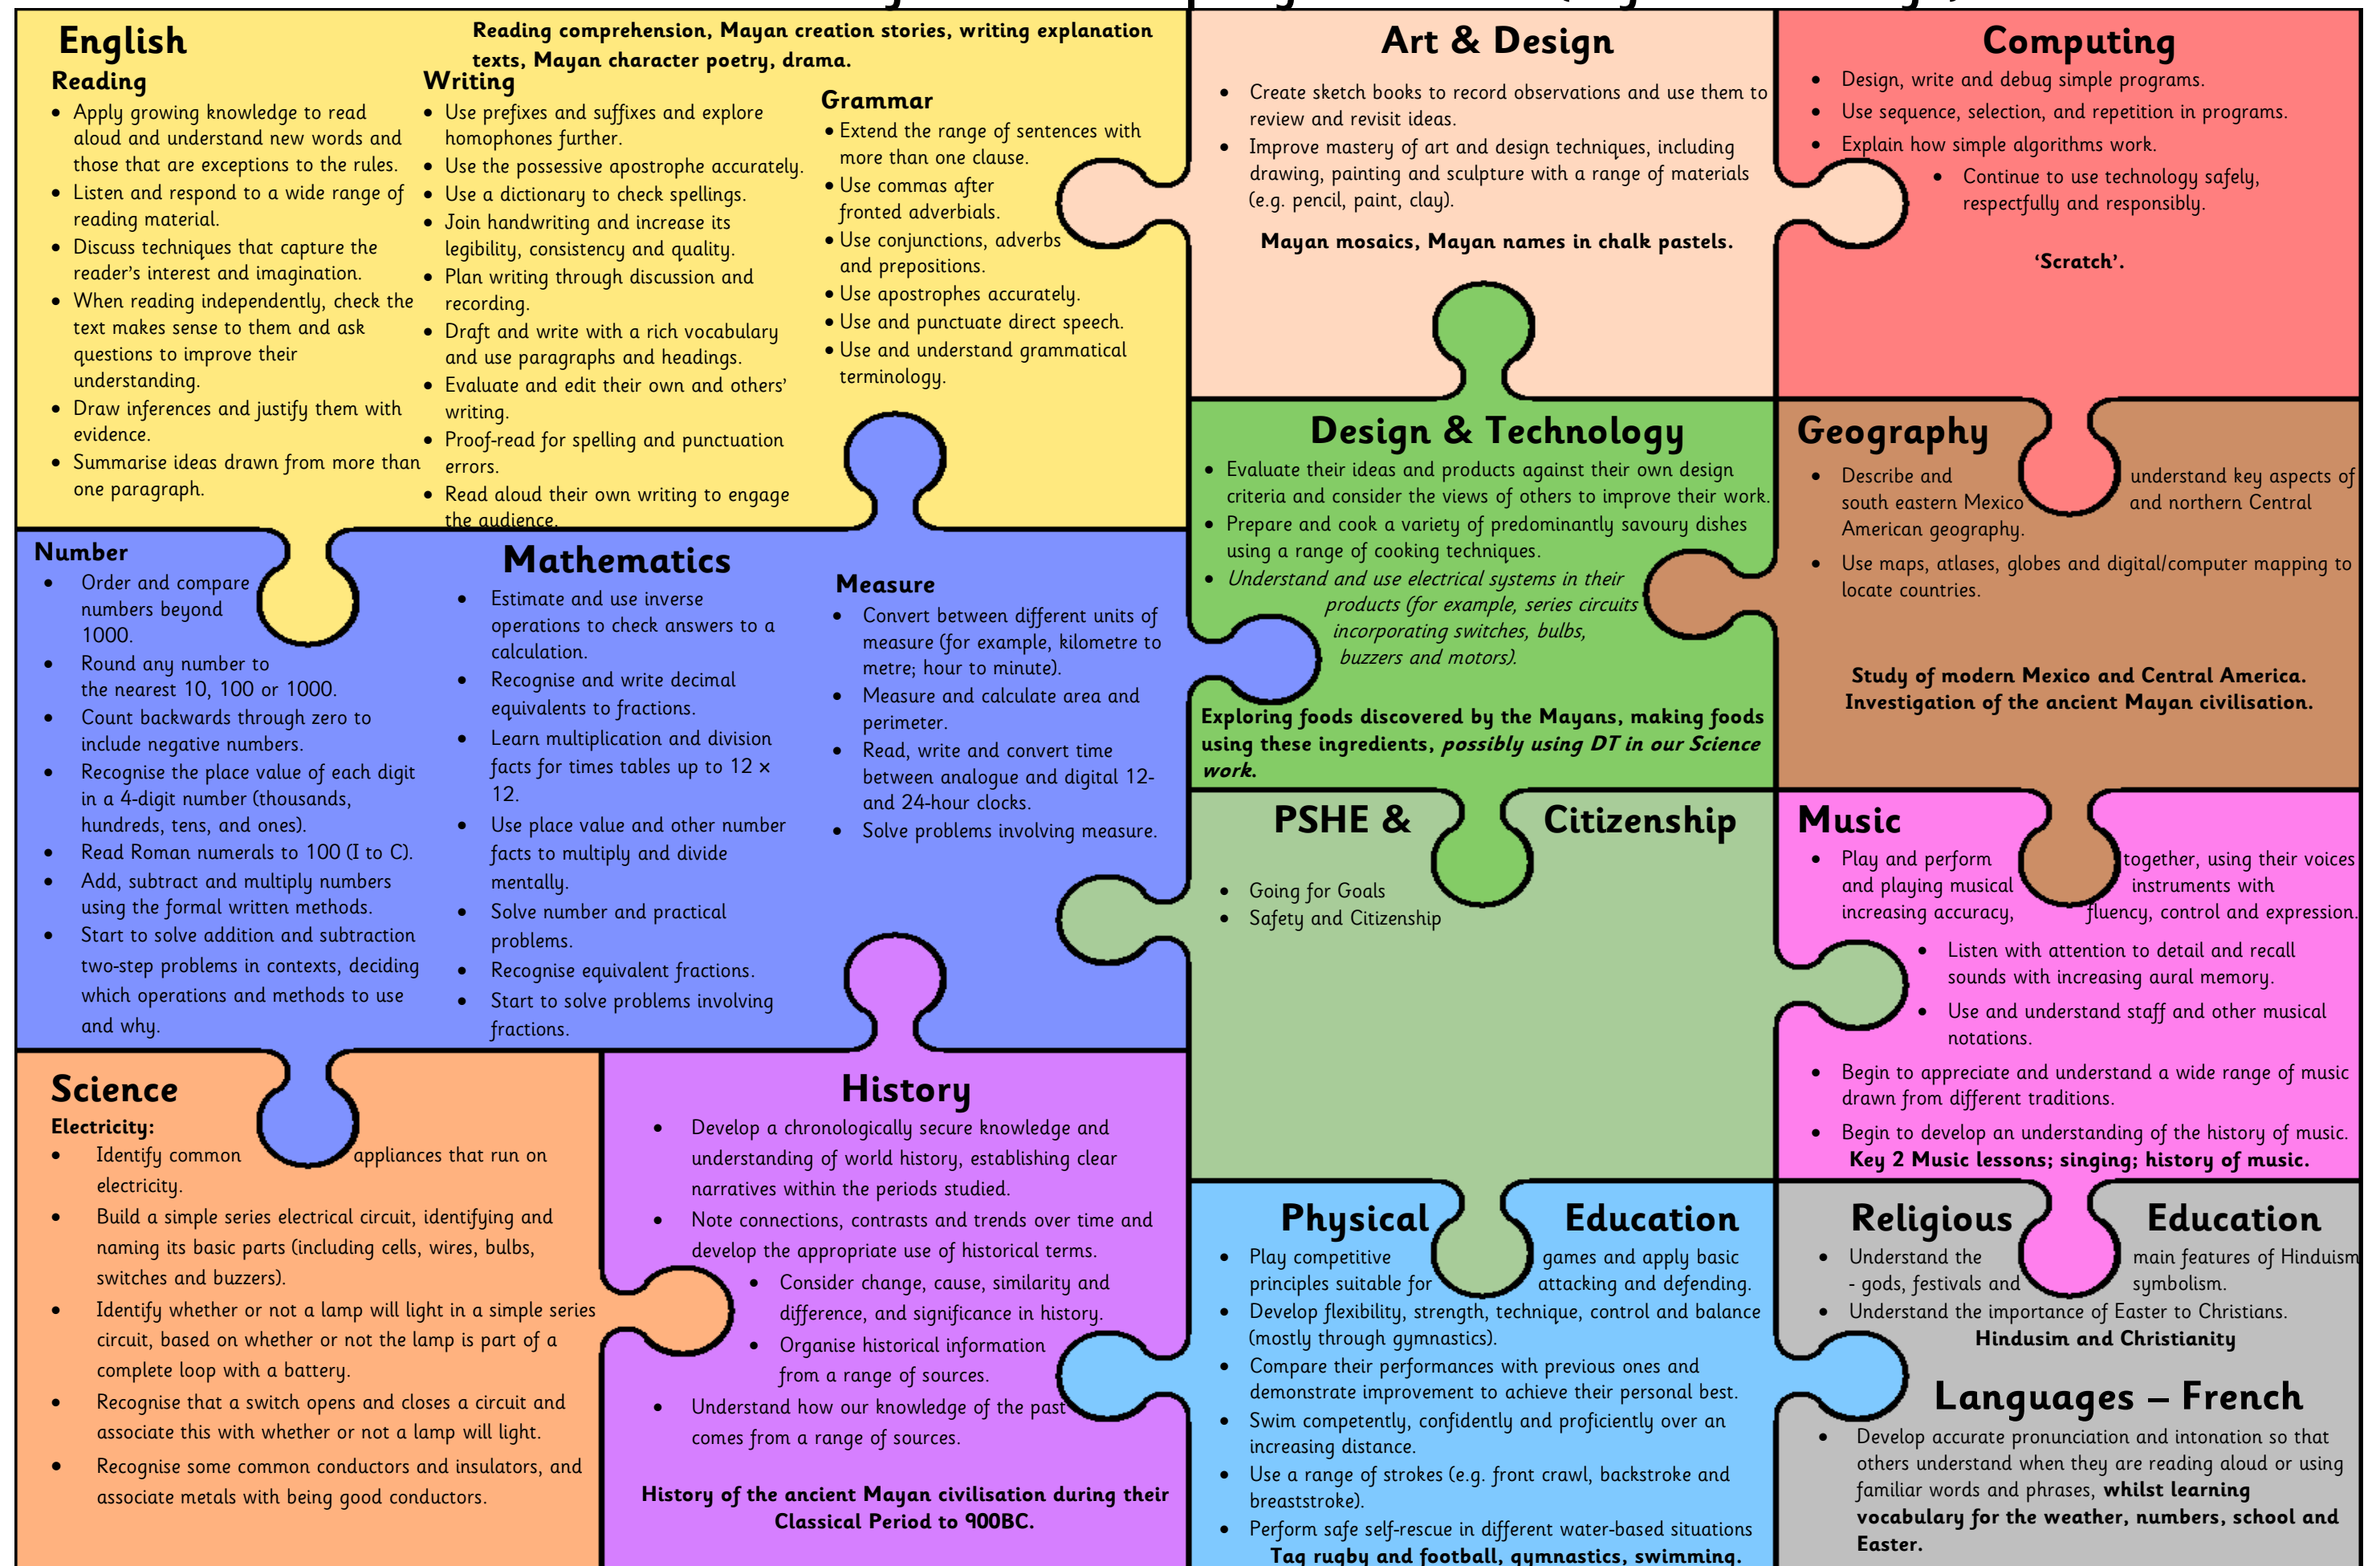 English
Reading comprehension, Mayan creation stories, writing explanation
texts, Mayan character poetry, drama.
Reading
• Apply growing knowledge to read
aloud and understand new words and
those that are exceptions to the rules.
• Listen and respond to a wide range of
reading material.
• Discuss techniques that capture the
reader's interest and imagination.
• When reading independently, check the
text makes sense to them and ask
questions to improve their
understanding.
• Draw inferences and justify them with
evidence.
• Summarise ideas drawn from more than
one paragraph.
Writing
• Use prefixes and suffixes and explore
homophones further.
• Use the possessive apostrophe accurately.
• Use a dictionary to check spellings.
• Join handwriting and increase its
legibility, consistency and quality.
• Plan writing through discussion and
recording.
• Draft and write with a rich vocabulary
and use paragraphs and headings.
• Evaluate and edit their own and others'
writing.
• Proof-read for spelling and punctuation
errors.
• Read aloud their own writing to engage
the audience.
Grammar
• Extend the range of sentences with
more than one clause.
• Use commas after
fronted adverbials.
• Use conjunctions, adverbs
and prepositions.
• Use apostrophes accurately.
• Use and punctuate direct speech.
• Use and understand grammatical
terminology.
Art & Design
• Create sketch books to record observations and use them to
review and revisit ideas.
• Improve mastery of art and design techniques, including
drawing, painting and sculpture with a range of materials
(e.g. pencil, paint, clay).
Mayan mosaics, Mayan names in chalk pastels.
Computing
• Design, write and debug simple programs.
• Use sequence, selection, and repetition in programs.
• Explain how simple algorithms work.
• Continue to use technology safely,
respectfully and responsibly.
‘Scratch’.
Design & Technology
• Evaluate their ideas and products against their own design
criteria and consider the views of others to improve their work.
• Prepare and cook a variety of predominantly savoury dishes
using a range of cooking techniques.
• Understand and use electrical systems in their
products (for example, series circuits
incorporating switches, bulbs,
buzzers and motors).
Exploring foods discovered by the Mayans, making foods
using these ingredients, possibly using DT in our Science
work.
Geography
• Describe and understand key aspects of
south eastern Mexico and northern Central
American geography.
• Use maps, atlases, globes and digital/computer mapping to
locate countries.
Study of modern Mexico and Central America.
Investigation of the ancient Mayan civilisation.
Mathematics
Number
• Order and compare
numbers beyond
1000.
• Round any number to
the nearest 10, 100 or 1000.
• Count backwards through zero to
include negative numbers.
• Recognise the place value of each digit
in a 4-digit number (thousands,
hundreds, tens, and ones).
• Read Roman numerals to 100 (I to C).
• Add, subtract and multiply numbers
using the formal written methods.
• Start to solve addition and subtraction
two-step problems in contexts, deciding
which operations and methods to use
and why.
• Estimate and use inverse
operations to check answers to a
calculation.
• Recognise and write decimal
equivalents to fractions.
• Learn multiplication and division
facts for times tables up to 12 ×
12.
• Use place value and other number
facts to multiply and divide
mentally.
• Solve number and practical
problems.
• Recognise equivalent fractions.
• Start to solve problems involving
fractions.
Measure
• Convert between different units of
measure (for example, kilometre to
metre; hour to minute).
• Measure and calculate area and
perimeter.
• Read, write and convert time
between analogue and digital 12-
and 24-hour clocks.
• Solve problems involving measure.
PSHE & Citizenship
• Going for Goals
• Safety and Citizenship
Music
• Play and perform together, using their voices
and playing musical instruments with
increasing accuracy, fluency, control and expression.
• Listen with attention to detail and recall
sounds with increasing aural memory.
• Use and understand staff and other musical
notations.
• Begin to appreciate and understand a wide range of music
drawn from different traditions.
• Begin to develop an understanding of the history of music.
Key 2 Music lessons; singing; history of music.
Science
Electricity:
• Identify common appliances that run on
electricity.
• Build a simple series electrical circuit, identifying and
naming its basic parts (including cells, wires, bulbs,
switches and buzzers).
• Identify whether or not a lamp will light in a simple series
circuit, based on whether or not the lamp is part of a
complete loop with a battery.
• Recognise that a switch opens and closes a circuit and
associate this with whether or not a lamp will light.
• Recognise some common conductors and insulators, and
associate metals with being good conductors.
History
• Develop a chronologically secure knowledge and
understanding of world history, establishing clear
narratives within the periods studied.
• Note connections, contrasts and trends over time and
develop the appropriate use of historical terms.
• Consider change, cause, similarity and
difference, and significance in history.
• Organise historical information
from a range of sources.
• Understand how our knowledge of the past
comes from a range of sources.
History of the ancient Mayan civilisation during their
Classical Period to 900BC.
Physical Education
• Play competitive games and apply basic
principles suitable for attacking and defending.
• Develop flexibility, strength, technique, control and balance
(mostly through gymnastics).
• Compare their performances with previous ones and
demonstrate improvement to achieve their personal best.
• Swim competently, confidently and proficiently over an
increasing distance.
• Use a range of strokes (e.g. front crawl, backstroke and
breaststroke).
• Perform safe self-rescue in different water-based situations
Tag rugby and football, gymnastics, swimming.
Religious Education
• Understand the main features of Hinduism
- gods, festivals and symbolism.
• Understand the importance of Easter to Christians.
Hindusim and Christianity
Languages – French
• Develop accurate pronunciation and intonation so that
others understand when they are reading aloud or using
familiar words and phrases, whilst learning
vocabulary for the weather, numbers, school and
Easter.